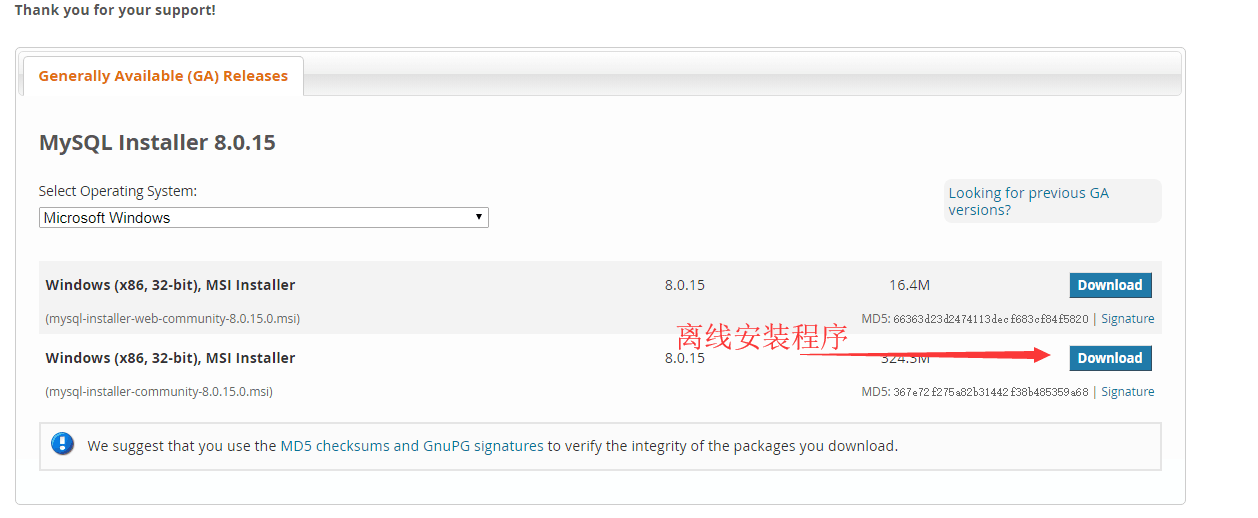 Thank you for your support!
Generally Available (GA) Releases
MySQL Installer 8.0.15
Select Operating System:
Looking for previous GA
versions?
Microsoft Windows
Windows (x86, 32-bit), MSI Installer 8.0.15 16.4M Download
(mysql-installer-web-community-8.0.15.0.msi) MD5: 66363d23d2474113decf683cf84f5820 | Signature
离线安装程序
Windows (x86, 32-bit), MSI Installer 8.0.15 324.3M Download
(mysql-installer-community-8.0.15.0.msi) MD5: 367e72f275a82b31442f38b485359a68 | Signature
We suggest that you use the MD5 checksums and GnuPG signatures to verify the integrity of the packages you download.